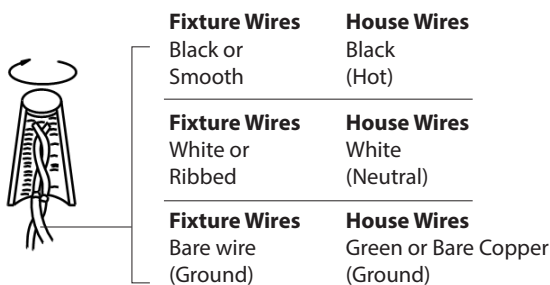 Fixture Wires House Wires
Black or Black
Smooth (Hot)
Fixture Wires House Wires
White or White
Ribbed (Neutral)
Fixture Wires House Wires
Bare wire Green or Bare Copper
(Ground) (Ground)